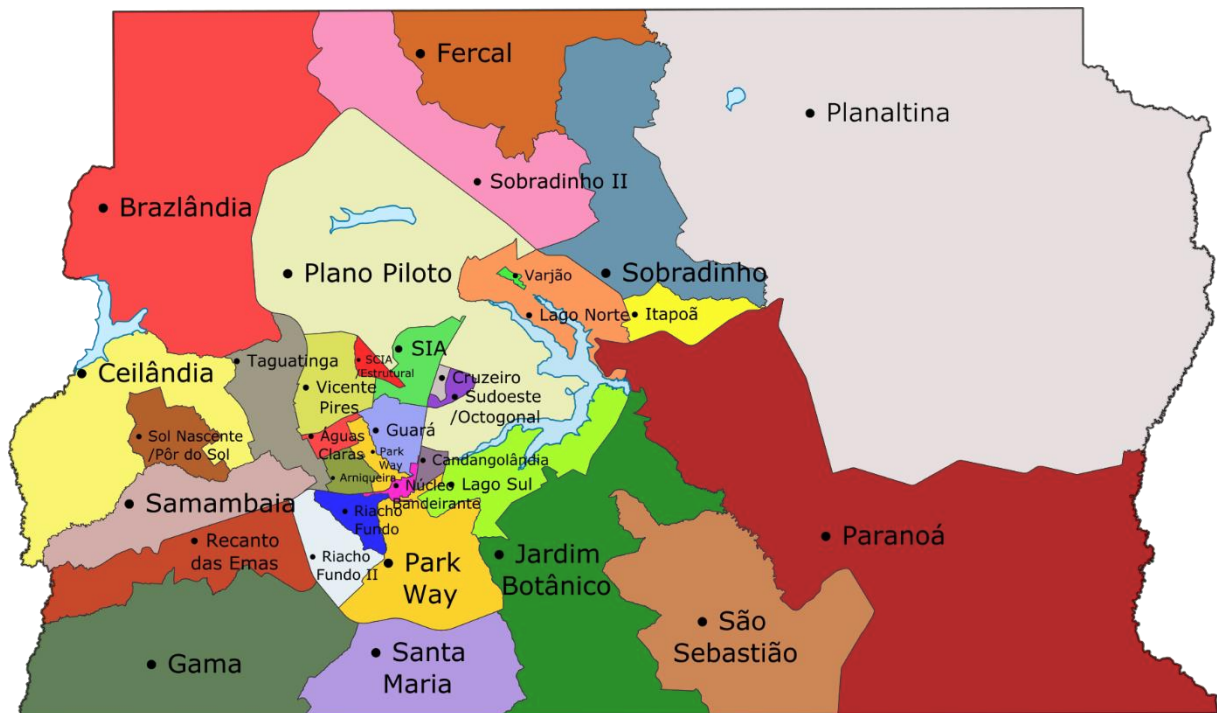 Fercal
Planaltina
Sobradinho II
Brazlândia
Plano Piloto
Varjão
Sobradinho
Lago Norte
Itapoã
SIA
Taguatinga
SCIA
/Estrutural
Ceilândia
Vicente
Pires
Cruzeiro
Sudoeste
/Octogonal
Sol Nascente
/Pôr do Sol
Águas
Claras
Guará
Park
Way
Candangolândia
Arniqueira
Núcleo
Bandeirante
Lago Sul
Samambaia
Riacho
Fundo
Recanto
das Emas
Riacho
Fundo II
Park
Way
Jardim
Botânico
Paranoá
São
Sebastião
Gama
Santa
Maria